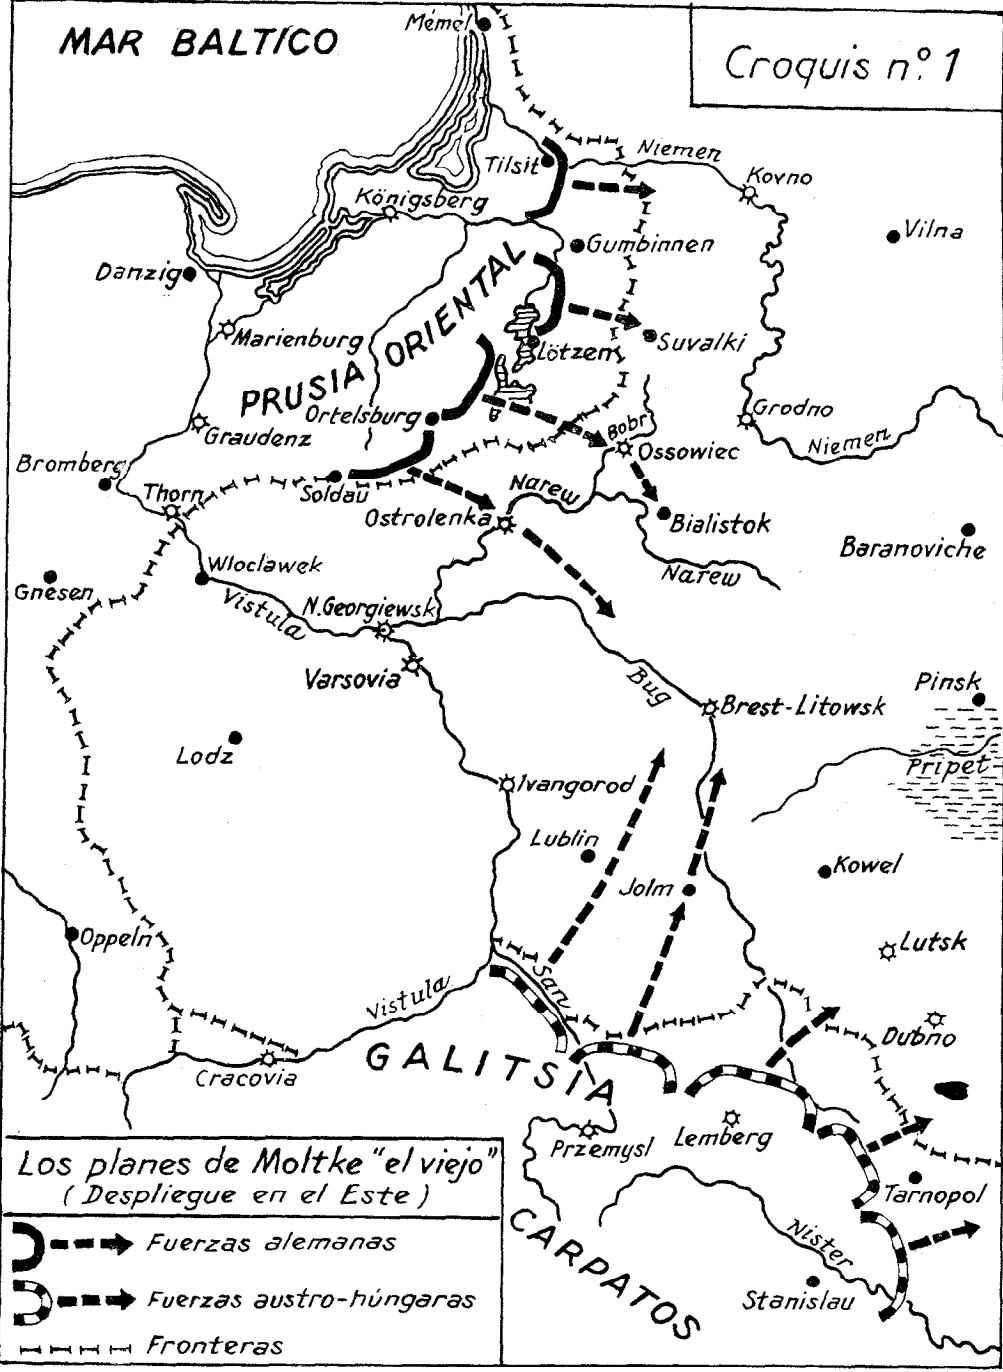 MAR BALTICO
Mémel
Croquis n.º 1
Tilsit
Niemen
Kovno
Königsberg
Vilna
Gumbinnen
Danzig
Marienburg
PRUSIA ORIENTAL
Lötzen
Suvalki
Ortelsburg
Grodno
Graudenz
Bobr
Ossowiec
Niemen
Bromberg
Thorn
Soldau
Narew
Ostrolenka
Bialistok
Baranoviche
Gnesen
Wloclawek
Narew
Vistula
N.Georgiewsk
Varsovia
Bug
Brest-Litowsk
Pinsk
Lodz
Pripet
Ivangorod
Lublin
Jolm
Kowel
Oppeln
Lutsk
San
Vistula
Dubno
GALITSIA
Cracovia
Przemysl
Lemberg
Tarnopol
CARPATOS
Nister
Stanislau
Los planes de Moltke "el viejo"
(Despliegue en el Este)
Fuerzas alemanas
Fuerzas austro-húngaras
Fronteras